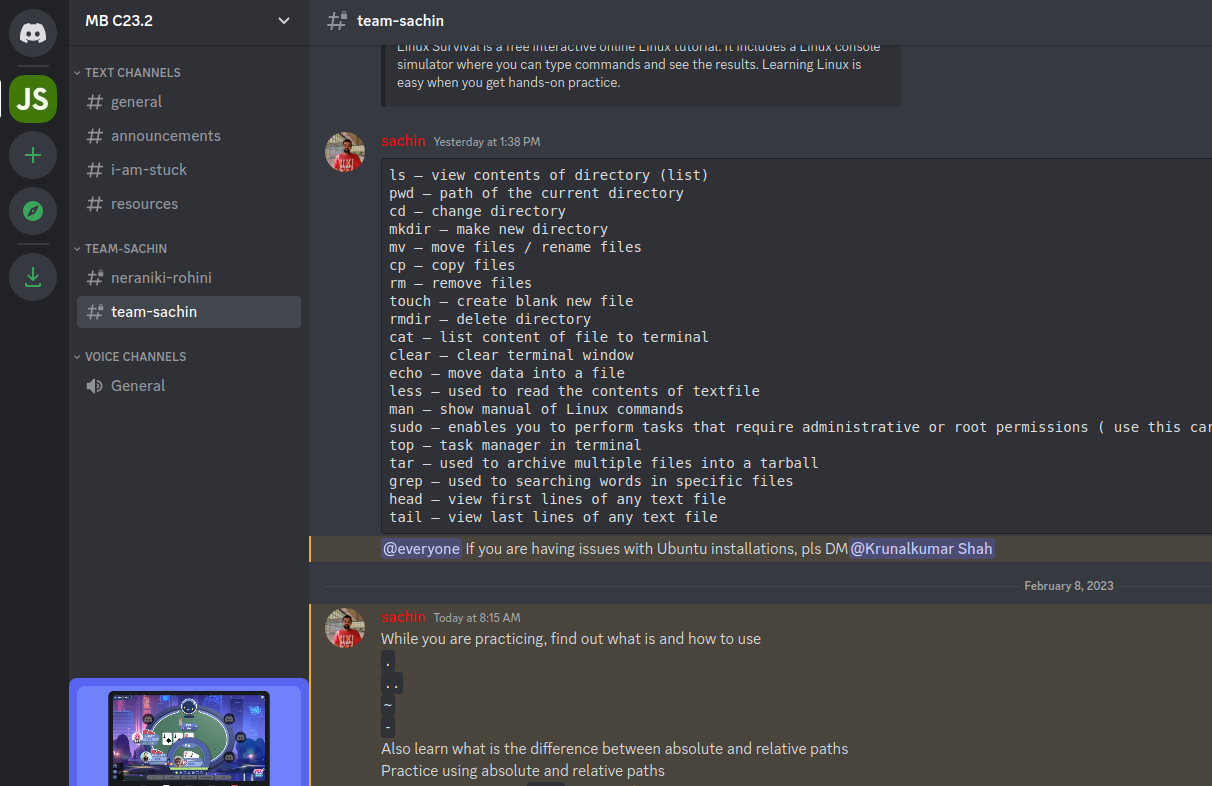 MB C23.2
TEXT CHANNELS
general
announcements
i-am-stuck
resources
TEAM-SACHIN
neraniki-rohini
team-sachin
VOICE CHANNELS
General
JS
team-sachin
Linux Survival is a free interactive online Linux tutorial. It includes a Linux console
simulator where you can type commands and see the results. Learning Linux is
easy when you get hands-on practice.
sachin Yesterday at 1:38 PM
ls – view contents of directory (list)
pwd – path of the current directory
cd – change directory
mkdir – make new directory
mv – move files / rename files
cp – copy files
rm – remove files
touch – create blank new file
rmdir – delete directory
cat – list content of file to terminal
clear – clear terminal window
echo – move data into a file
less – used to read the contents of textfile
man – show manual of Linux commands
sudo – enables you to perform tasks that require administrative or root permissions ( use this car
top – task manager in terminal
tar – used to archive multiple files into a tarball
grep – used to searching words in specific files
head – view first lines of any text file
tail – view last lines of any text file
@everyone If you are having issues with Ubuntu installations, pls DM @Krunalkumar Shah
February 8, 2023
sachin Today at 8:15 AM
While you are practicing, find out what is and how to use
.
..
~
-
Also learn what is the difference between absolute and relative paths
Practice using absolute and relative paths